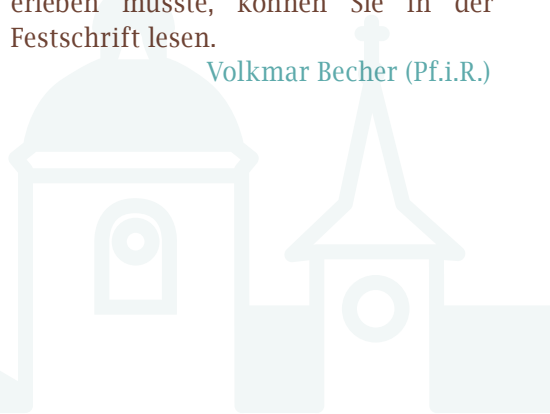 erleben musste, können Sie in der
Festschrift lesen.
Volkmar Becher (Pf.i.R.)